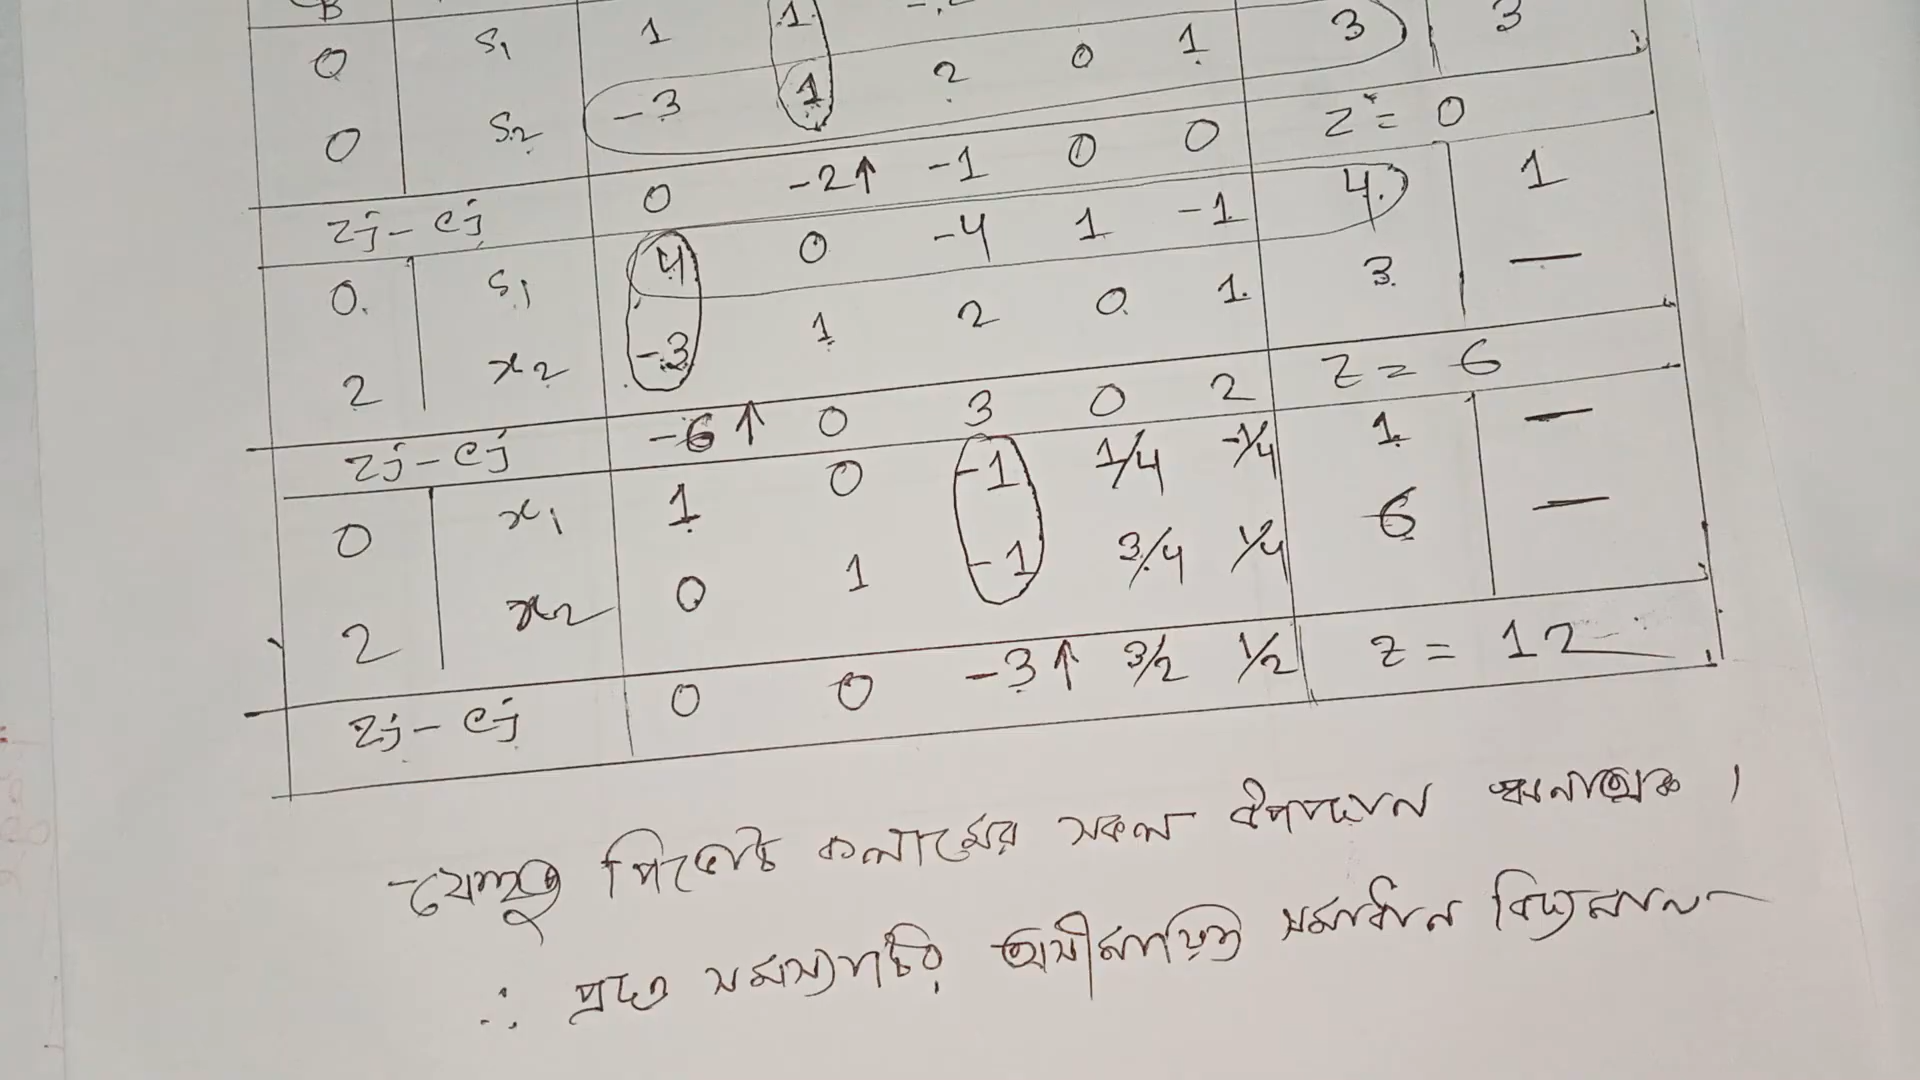 B
0 S₁ 1 1 3 3
0 S₂ -3 1 2 0 1
zj - cj 0 -2↑ -1 0 0 z* = 0
0. S₁ 4 0 -4 1 -1 4. 1
2 x₂ -3 1 2 0 1 3 —
zj - cj -6↑ 0 3 0 2 z = 6
0 x₁ 1 0 -1 1/4 -1/4 1 —
2 x₂ 0 1 -1 3/4 1/4 6 —
zj - cj 0 0 -3↑ 3/2 1/2 z = 12
যেহেতু পিভোট কলামের সকল উপাদান ঋনাত্মক ।
∴ প্রদত্ত সমস্যাটির অসীমায়িত সমাধান বিদ্যমান